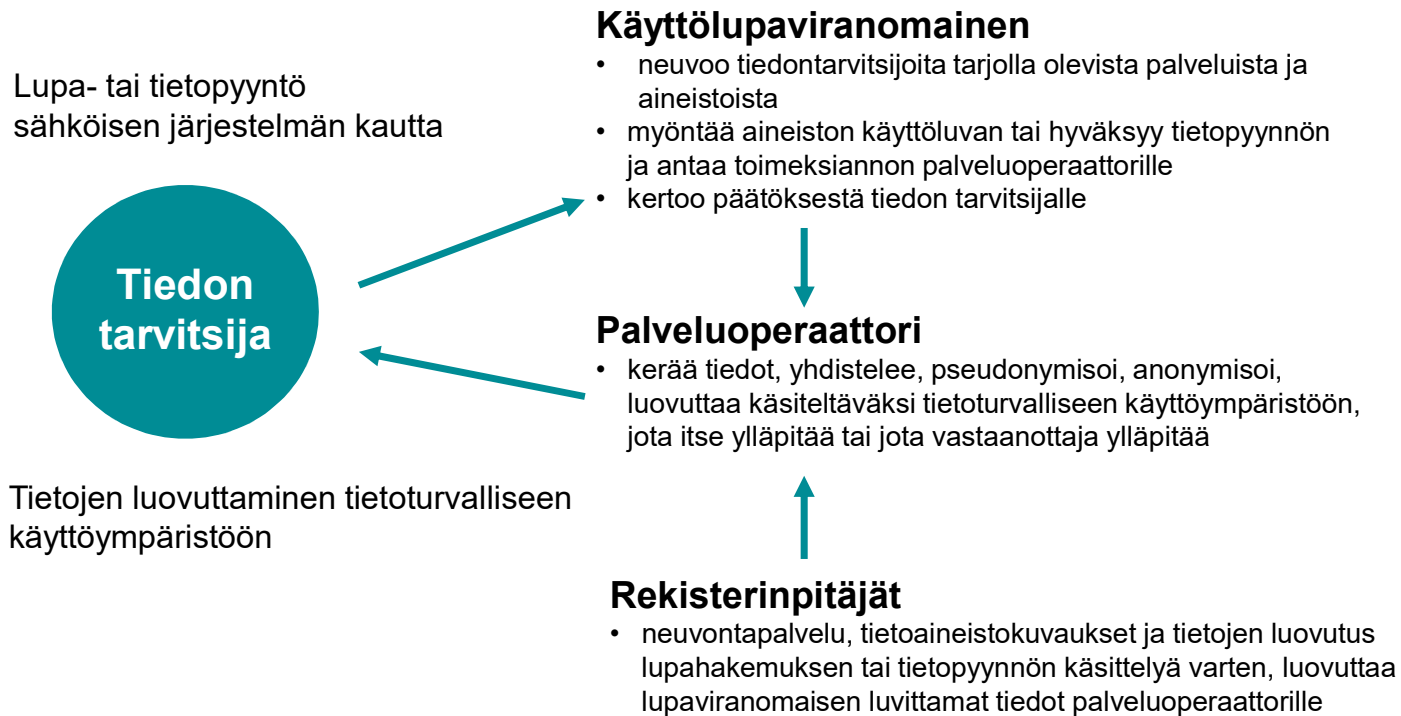 Lupa- tai tietopyyntö
sähköisen järjestelmän kautta
Tiedon
tarvitsija
Tietojen luovuttaminen tietoturvalliseen
käyttöympäristöön
Käyttölupaviranomainen
• neuvoo tiedontarvitsijoita tarjolla olevista palveluista ja
aineistoista
• myöntää aineiston käyttöluvan tai hyväksyy tietopyynnön
ja antaa toimeksiannon palveluoperaattorille
• kertoo päätöksestä tiedon tarvitsijalle
Palveluoperaattori
• kerää tiedot, yhdistelee, pseudonymisoi, anonymisoi,
luovuttaa käsiteltäväksi tietoturvalliseen käyttöympäristöön,
jota itse ylläpitää tai jota vastaanottaja ylläpitää
Rekisterinpitäjät
• neuvontapalvelu, tietoaineistokuvaukset ja tietojen luovutus
lupahakemuksen tai tietopyynnön käsittelyä varten, luovuttaa
lupaviranomaisen luvittamat tiedot palveluoperaattorille